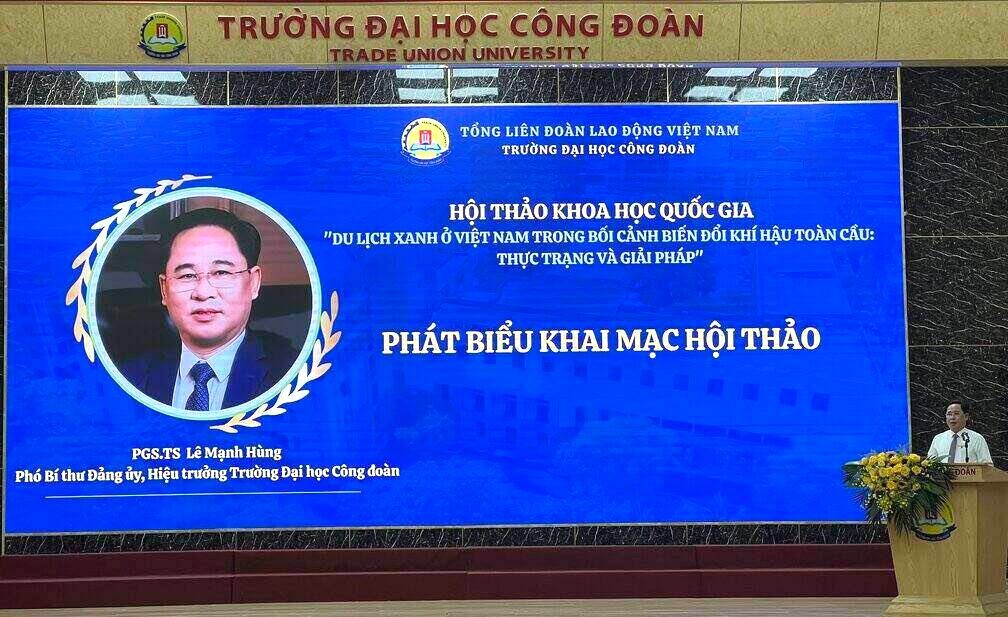 TRƯỜNG ĐẠI HỌC CÔNG ĐOÀN
TRADE UNION UNIVERSITY
TỔNG LIÊN ĐOÀN LAO ĐỘNG VIỆT NAM
TRƯỜNG ĐẠI HỌC CÔNG ĐOÀN
HỘI THẢO KHOA HỌC QUỐC GIA
"DU LỊCH XANH Ở VIỆT NAM TRONG BỐI CẢNH BIẾN ĐỔI KHÍ HẬU TOÀN CẦU:
THỰC TRẠNG VÀ GIẢI PHÁP"
PHÁT BIỂU KHAI MẠC HỘI THẢO
PGS.TS Lê Mạnh Hùng
Phó Bí thư Đảng ủy, Hiệu trưởng Trường Đại học Công đoàn
ĐOÀN